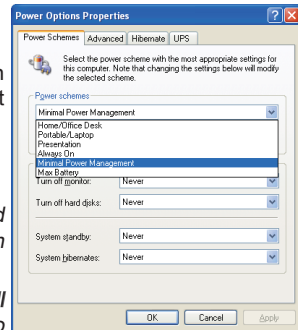 Power Options Properties
Power Schemes Advanced Hibernate UPS
Select the power scheme with the most appropriate settings for
this computer. Note that changing the settings below will modify
the selected scheme.
Power schemes
Minimal Power Management
Home/Office Desk
Portable/Laptop
Presentation
Always On
Minimal Power Management
Max Battery
Turn off monitor: Never
Turn off hard disks: Never
System standby: Never
System hibernates: Never
OK Cancel Apply